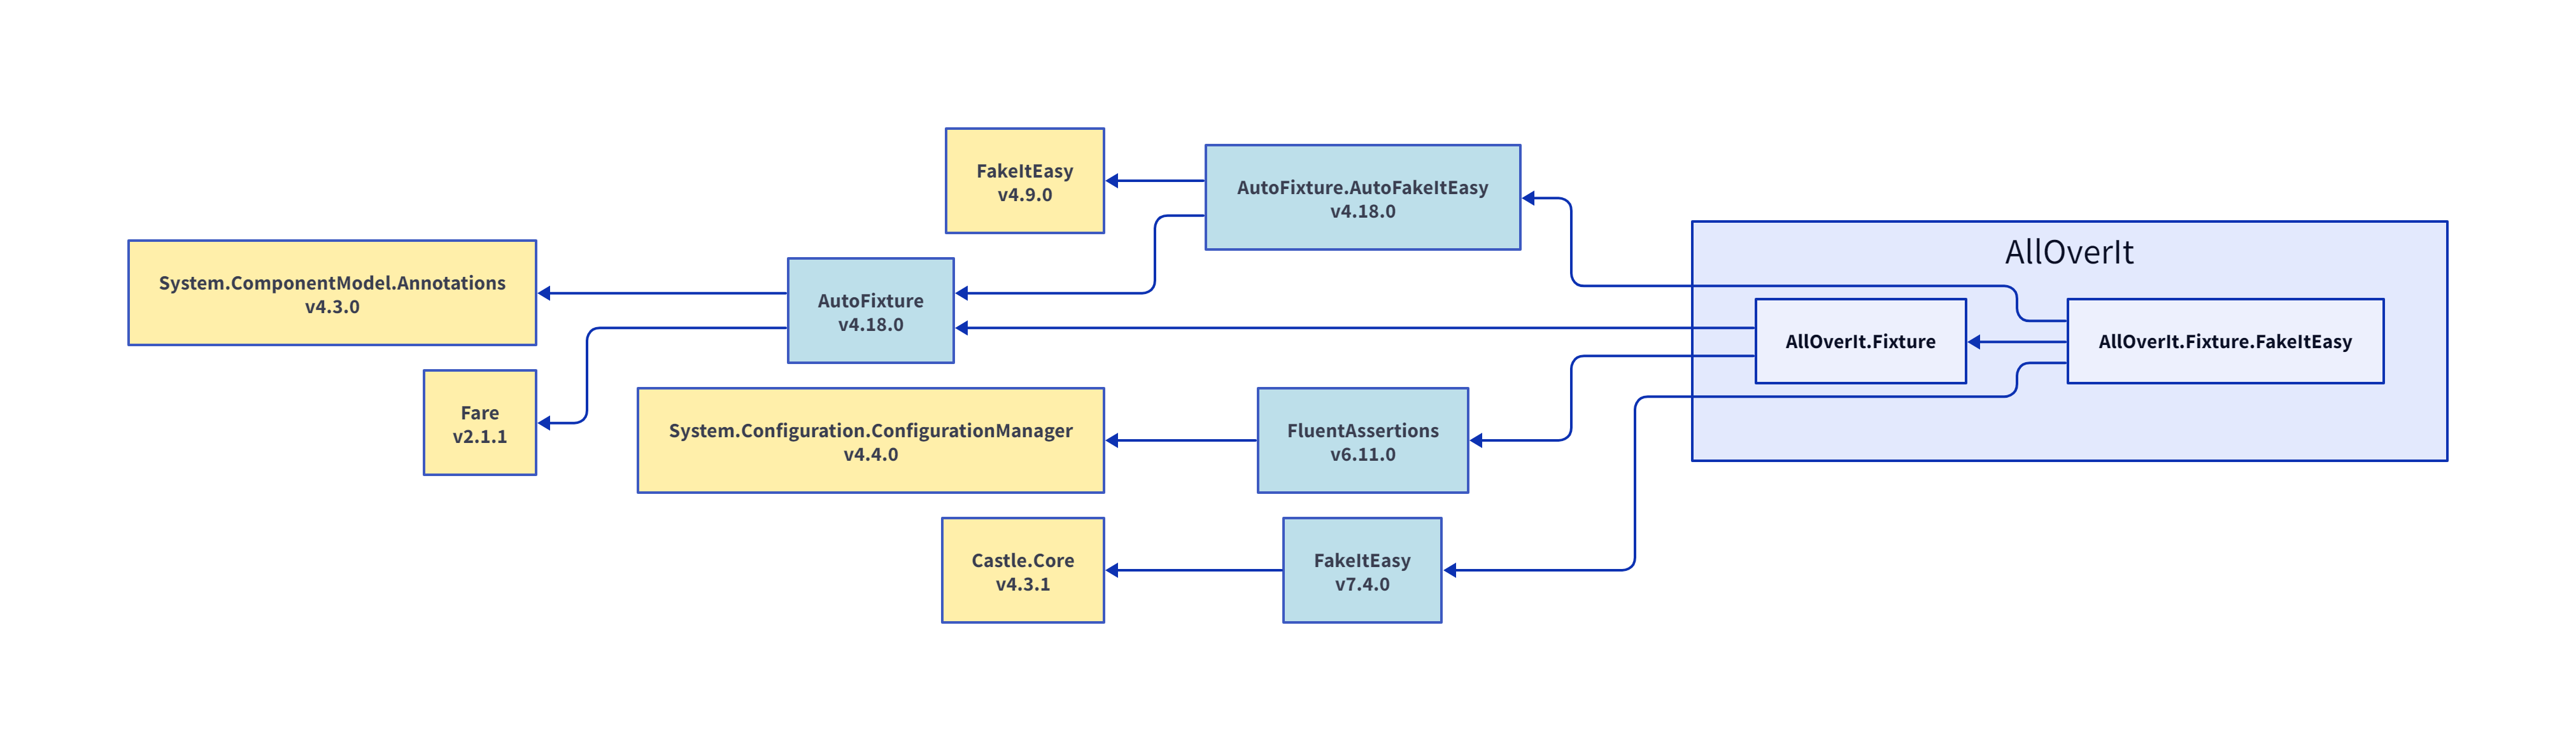 FakeItEasy
v4.9.0
AutoFixture.AutoFakeItEasy
v4.18.0
AllOverIt
System.ComponentModel.Annotations
v4.3.0
AutoFixture
v4.18.0
AllOverIt.Fixture
AllOverIt.Fixture.FakeItEasy
Fare
v2.1.1
System.Configuration.ConfigurationManager
v4.4.0
FluentAssertions
v6.11.0
Castle.Core
v4.3.1
FakeItEasy
v7.4.0